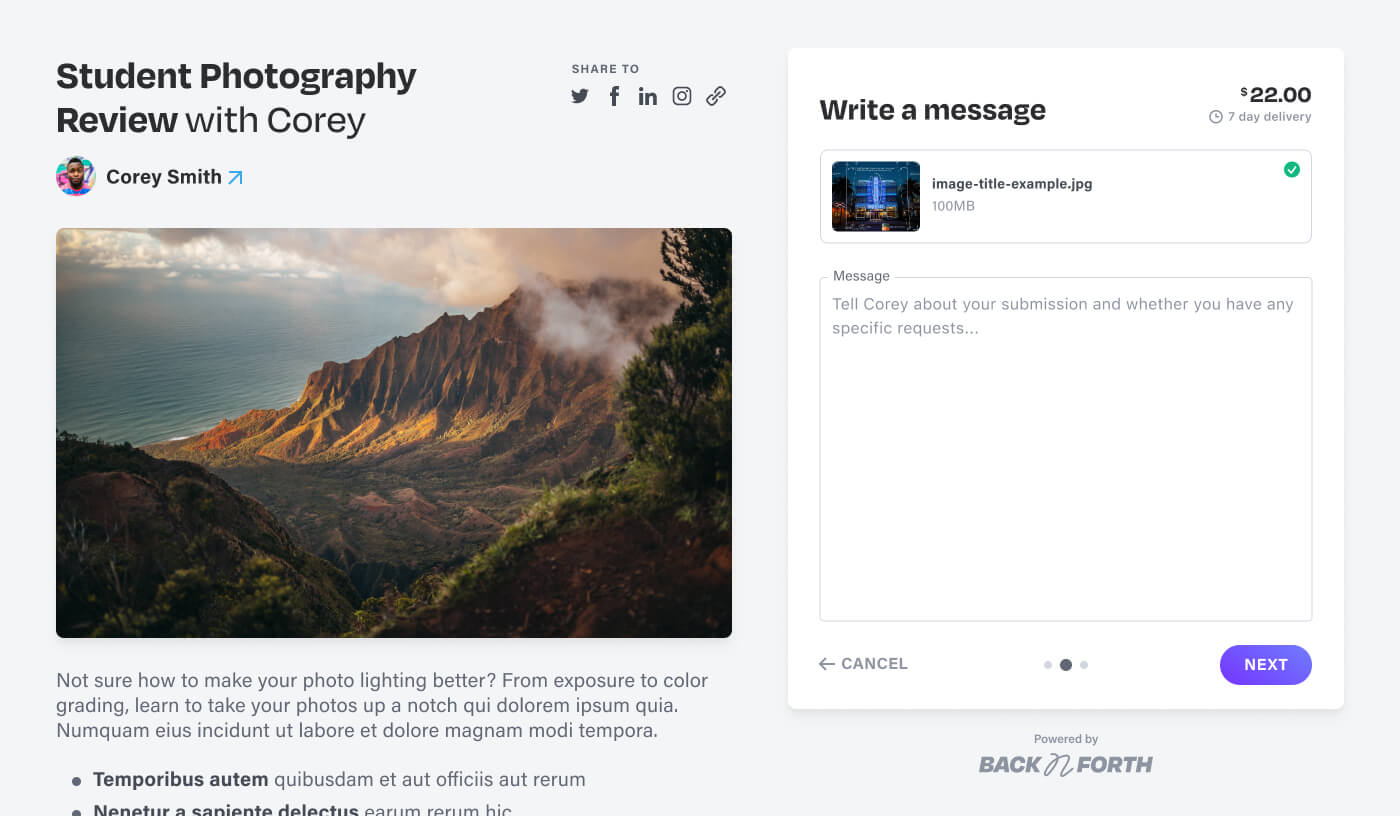 Student Photography
Review with Corey
SHARE TO
Corey Smith
Not sure how to make your photo lighting better? From exposure to color
grading, learn to take your photos up a notch qui dolorem ipsum quia.
Numquam eius incidunt ut labore et dolore magnam modi tempora.
Temporibus autem quibusdam et aut officiis aut rerum
Nenetur a sapiente delectus earum rerum hic
Write a message
$22.00
7 day delivery
image-title-example.jpg
100MB
Message
Tell Corey about your submission and whether you have any
specific requests...
CANCEL
NEXT
Powered by
BACK FORTH